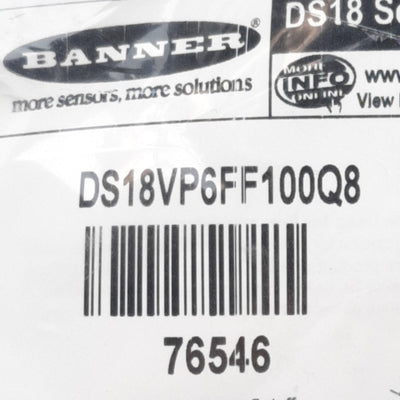 BANNER®
more sensors, more solutions
DS18
MORE INFO ONLINE
www
View
DS18VP6FF100Q8
76546